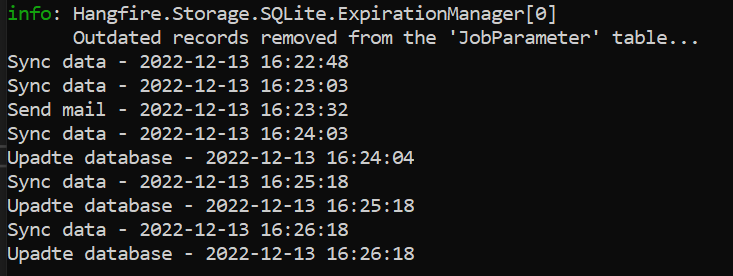 info: Hangfire.Storage.SQLite.ExpirationManager[0]
Outdated records removed from the 'JobParameter' table...
Sync data - 2022-12-13 16:22:48
Sync data - 2022-12-13 16:23:03
Send mail - 2022-12-13 16:23:32
Sync data - 2022-12-13 16:24:03
Upadte database - 2022-12-13 16:24:04
Sync data - 2022-12-13 16:25:18
Upadte database - 2022-12-13 16:25:18
Sync data - 2022-12-13 16:26:18
Upadte database - 2022-12-13 16:26:18